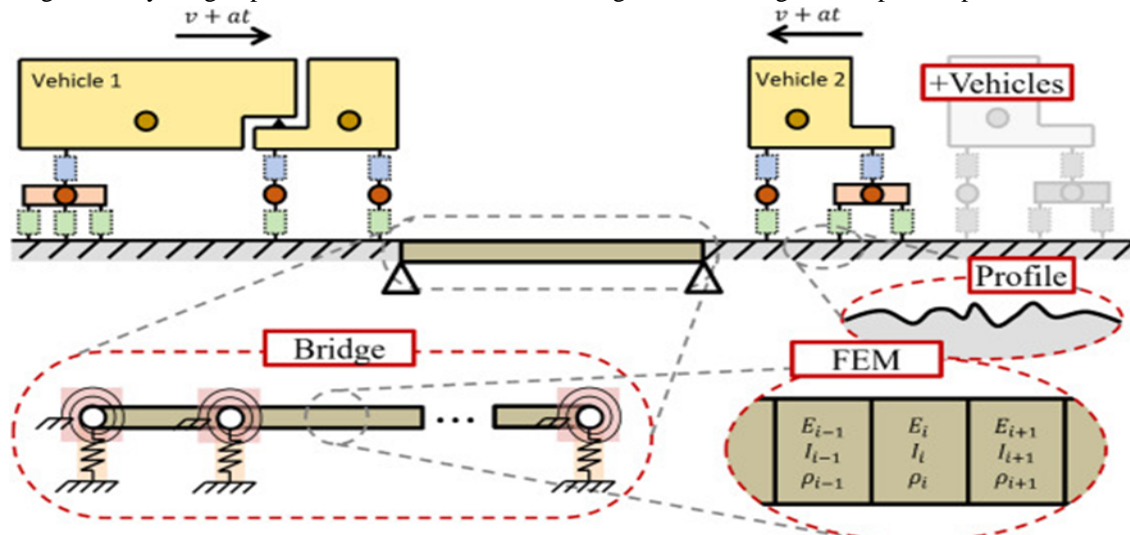 v + at
v + at
Vehicle 1
Vehicle 2
+Vehicles
Profile
Bridge
FEM
E_{i−1} E_i E_{i+1}
I_{i−1} I_i I_{i+1}
ρ_{i−1} ρ_i ρ_{i+1}